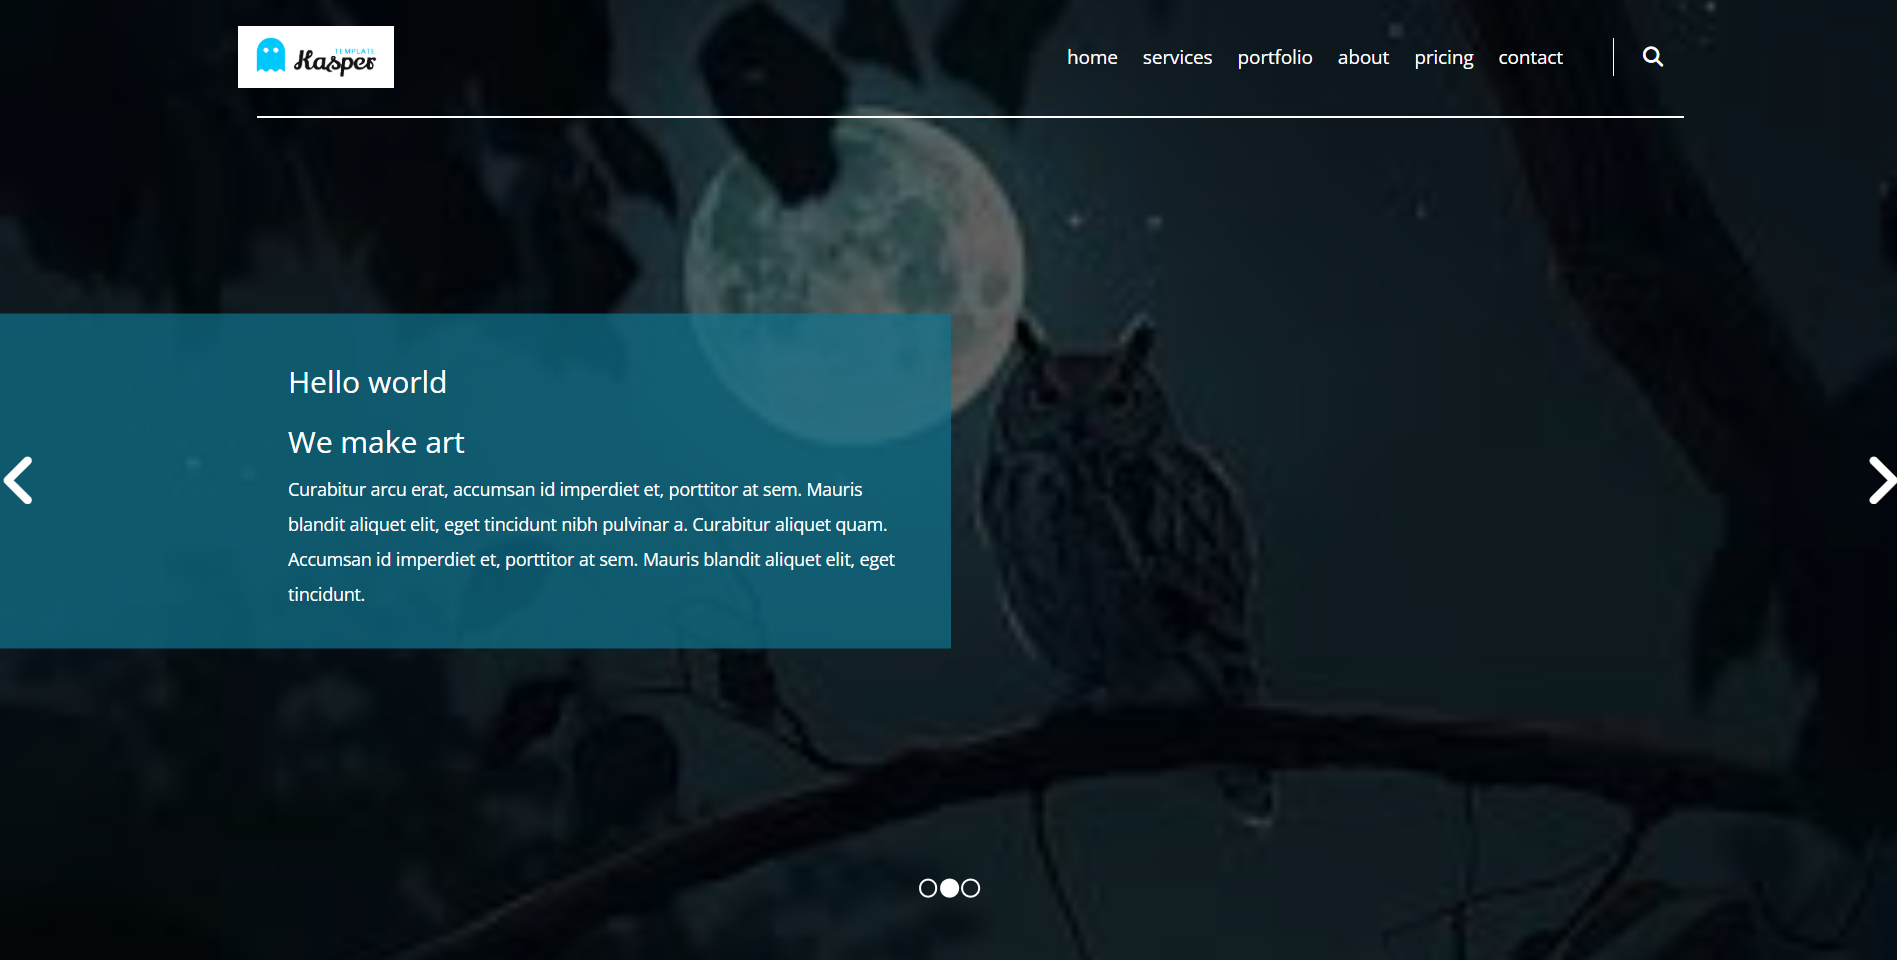 TEMPLATE
Kasper
home services portfolio about pricing contact
Hello world
We make art
Curabitur arcu erat, accumsan id imperdiet et, porttitor at sem. Mauris
blandit aliquet elit, eget tincidunt nibh pulvinar a. Curabitur aliquet quam.
Accumsan id imperdiet et, porttitor at sem. Mauris blandit aliquet elit, eget
tincidunt.